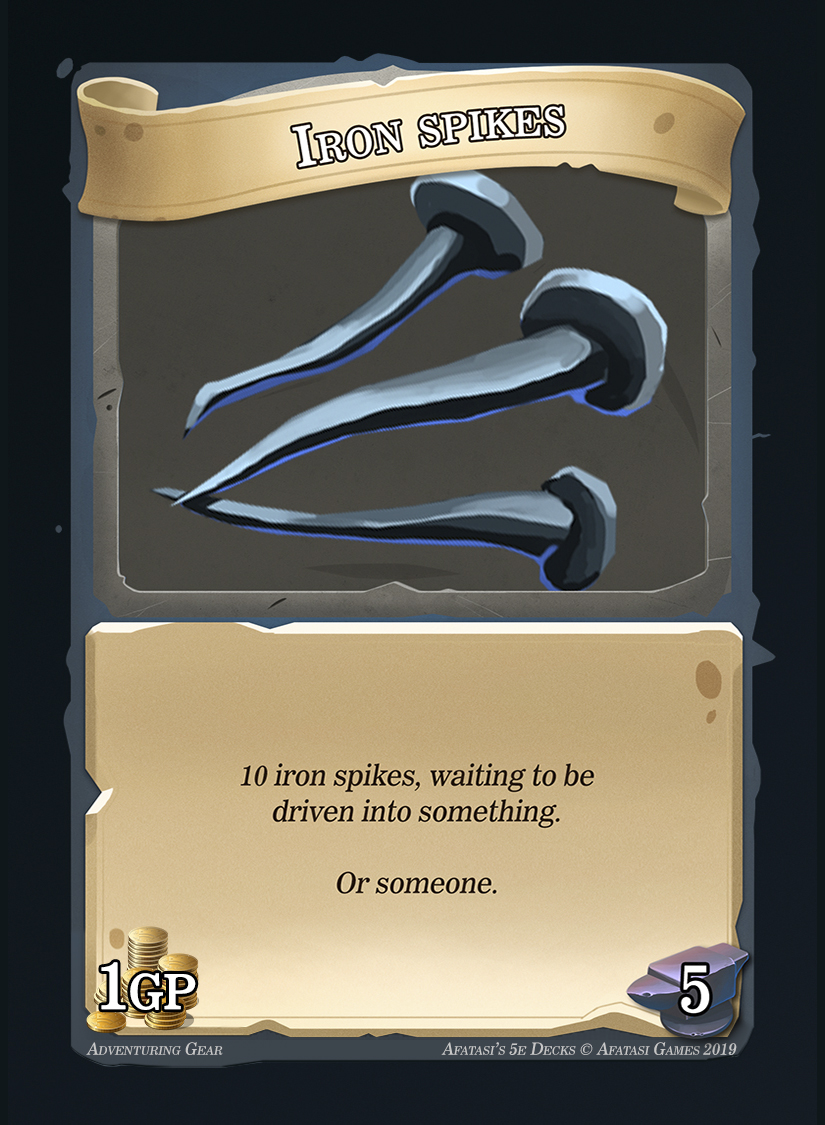 Iron spikes
10 iron spikes, waiting to be
driven into something.
Or someone.
1GP
5
Adventuring Gear
Afatasi's 5e Decks © Afatasi Games 2019